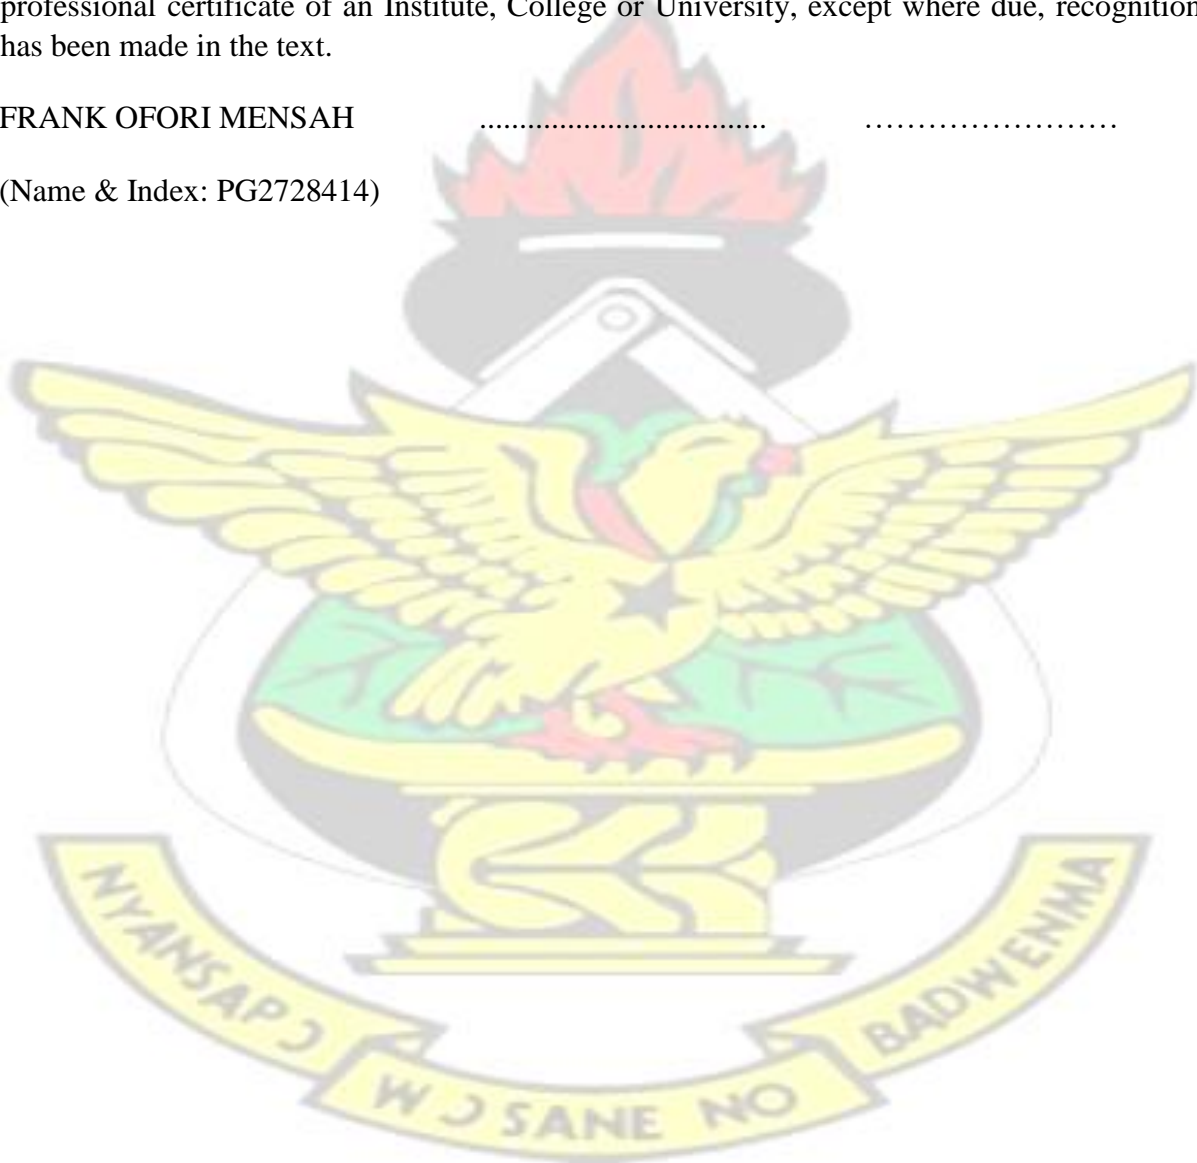 professional certificate of an Institute, College or University, except where due, recognition
has been made in the text.
FRANK OFORI MENSAH .................................... ……………………
(Name & Index: PG2728414)
NYANSAPƆ
WƆSANE NO
BADWENMA